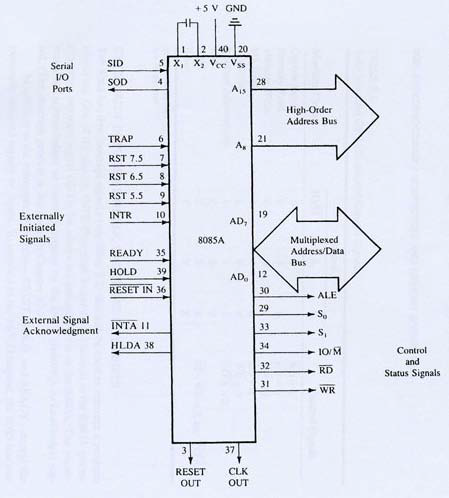 +5 V GND
1 2 40 20
X1 X2 VCC VSS
Serial
I/O
Ports
SID 5
SOD 4
A15 28
High-Order
Address Bus
A8 21
TRAP 6
RST 7.5 7
RST 6.5 8
RST 5.5 9
INTR 10
Externally
Initiated
Signals
READY 35
HOLD 39
RESET IN 36
8085A
AD7 19
Multiplexed
Address/Data
Bus
AD0 12
30 ALE
29 S0
33 S1
34 IO/M
32 RD
31 WR
Control
and
Status Signals
External Signal
Acknowledgment
INTA 11
HLDA 38
3 37
RESET
OUT
CLK
OUT